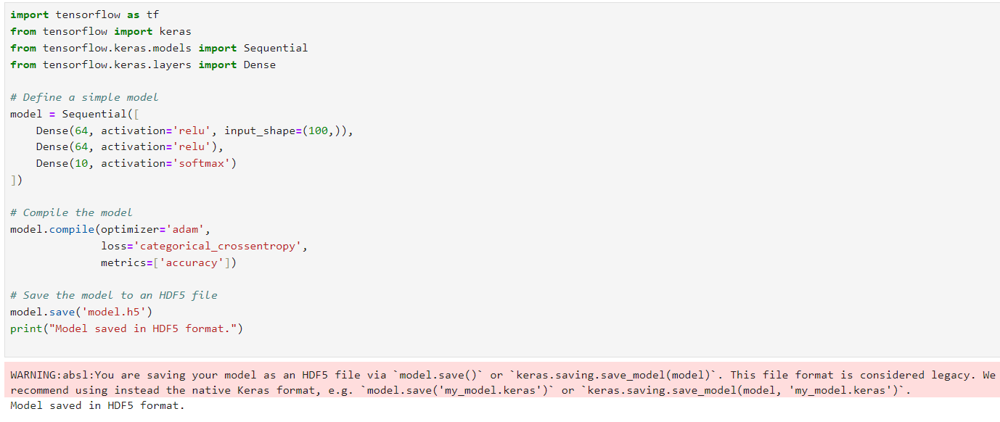 import tensorflow as tf
from tensorflow import keras
from tensorflow.keras.models import Sequential
from tensorflow.keras.layers import Dense

# Define a simple model
model = Sequential([
    Dense(64, activation='relu', input_shape=(100,)),
    Dense(64, activation='relu'),
    Dense(10, activation='softmax')
])

# Compile the model
model.compile(optimizer='adam',
              loss='categorical_crossentropy',
              metrics=['accuracy'])

# Save the model to an HDF5 file
model.save('model.h5')
print("Model saved in HDF5 format.")

WARNING:absl:You are saving your model as an HDF5 file via `model.save()` or `keras.saving.save_model(model)`. This file format is considered legacy. We
recommend using instead the native Keras format, e.g. `model.save('my_model.keras')` or `keras.saving.save_model(model, 'my_model.keras')`.
Model saved in HDF5 format.